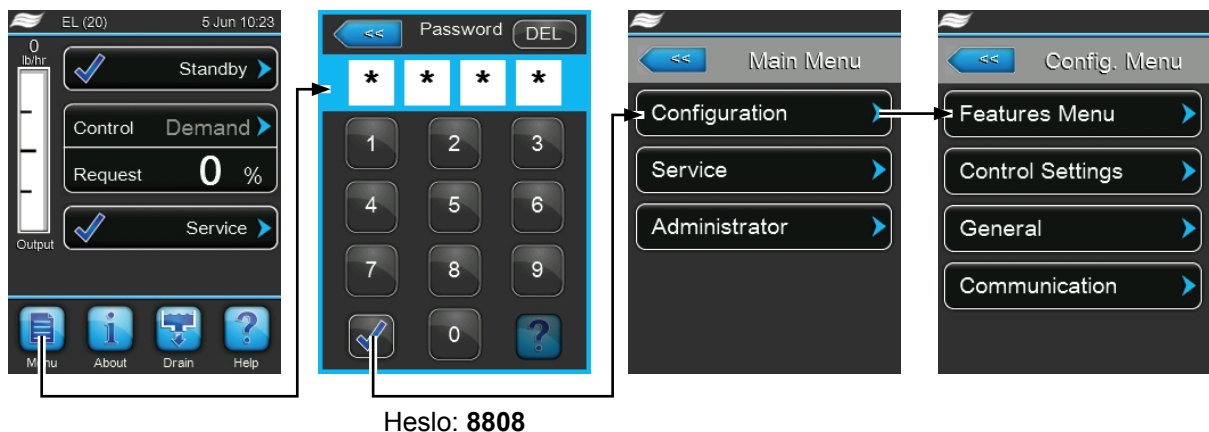 EL (20) 5 Jun 10:23
0
lb/hr
Standby
Control Demand
Request 0 %
Service
Output
Menu About Drain Help
<< Password DEL
* * * *
1 2 3
4 5 6
7 8 9
0 ?
Heslo: 8808
<< Main Menu
Configuration
Service
Administrator
<< Config. Menu
Features Menu
Control Settings
General
Communication